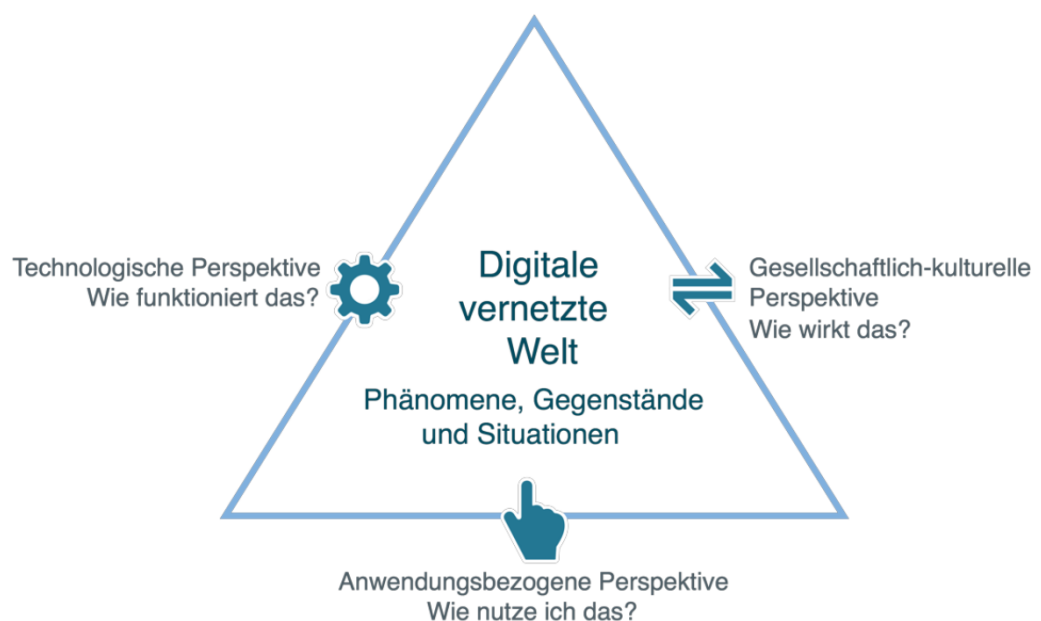 Technologische Perspektive
Wie funktioniert das?
Digitale
vernetzte
Welt
Phänomene, Gegenstände
und Situationen
Gesellschaftlich-kulturelle
Perspektive
Wie wirkt das?
Anwendungsbezogene Perspektive
Wie nutze ich das?